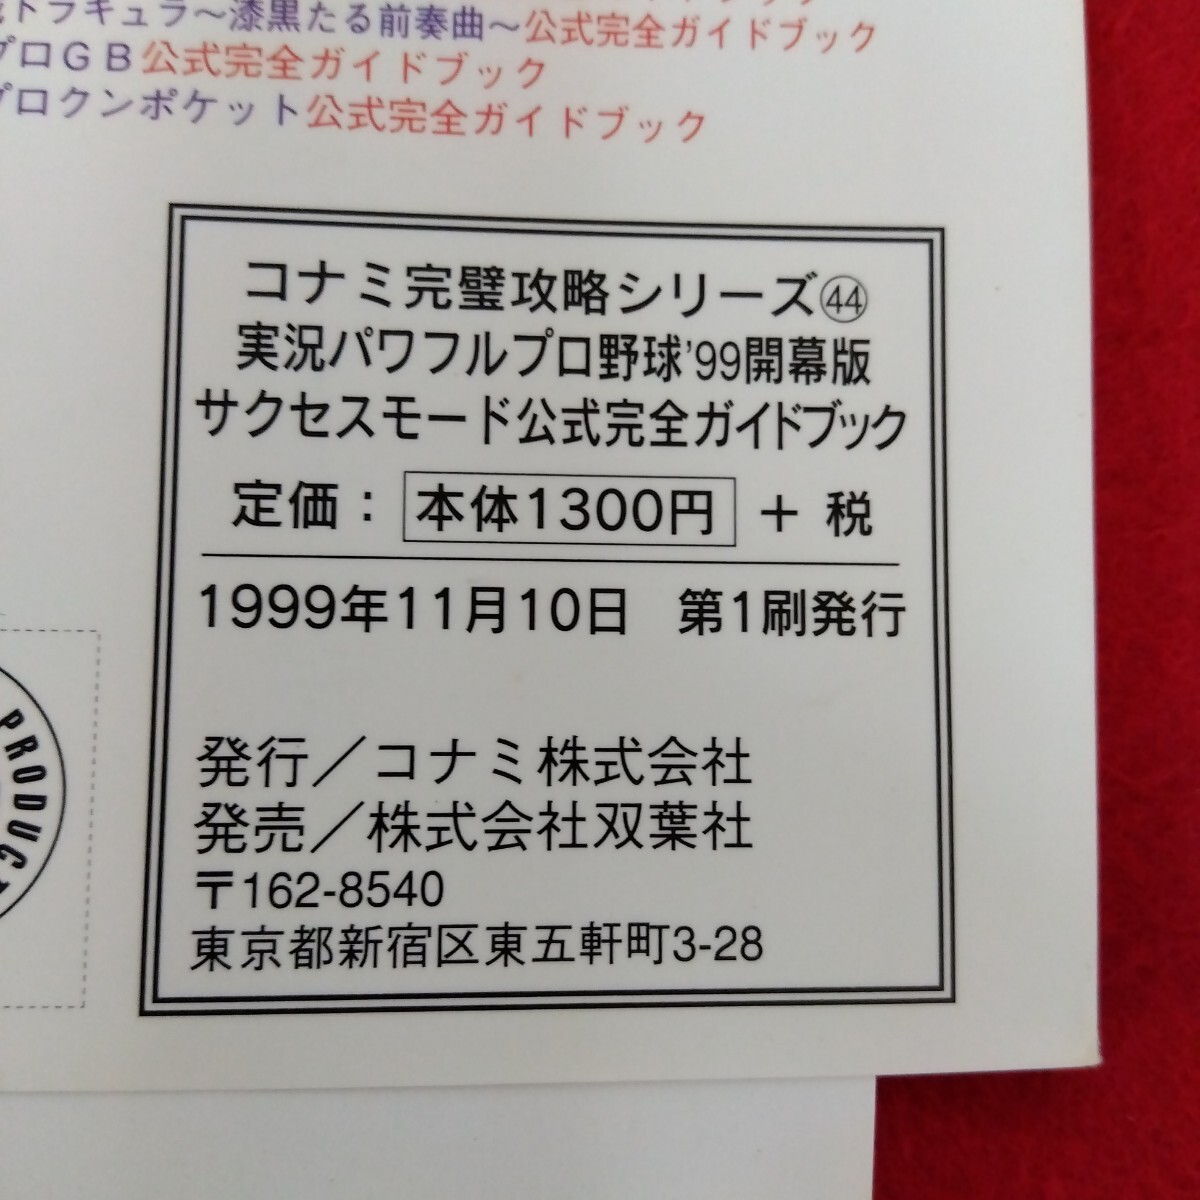 ドラキュラ～漆黒たる前奏曲～公式完全ガイドブック
プロGB公式完全ガイドブック
プロクンポケット公式完全ガイドブック
コナミ完璧攻略シリーズ㊹
実況パワフルプロ野球'99開幕版
サクセスモード公式完全ガイドブック
定価：本体1300円 + 税
1999年11月10日 第1刷発行
発行／コナミ株式会社
発売／株式会社双葉社
〒162-8540
東京都新宿区東五軒町3-28
PRODUC